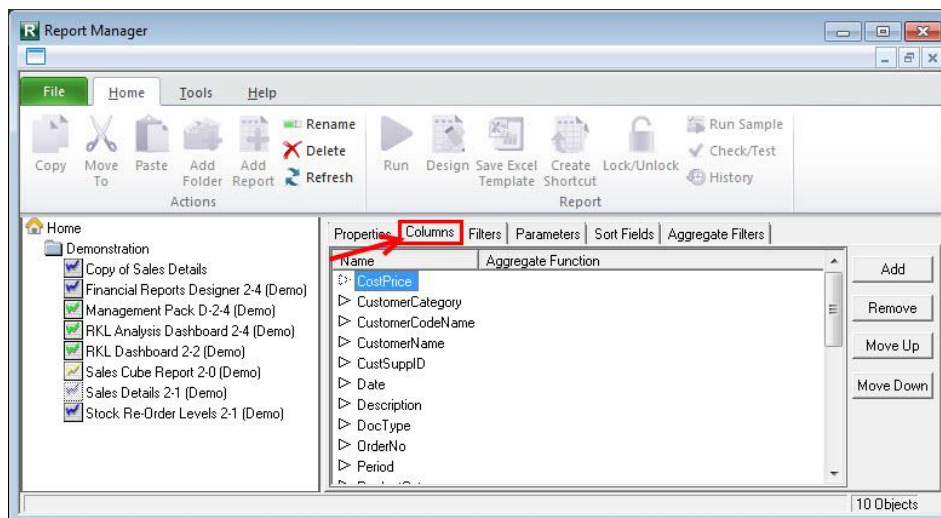 Report Manager
File Home Tools Help
Copy Move To Paste Add Folder Add Report Rename Delete Refresh Run Design Save Excel Template Create Shortcut Lock/Unlock Run Sample Check/Test History
Actions Report
Home
Demonstration
Copy of Sales Details
Financial Reports Designer 2-4 (Demo)
Management Pack D-2-4 (Demo)
RKL Analysis Dashboard 2-4 (Demo)
RKL Dashboard 2-2 (Demo)
Sales Cube Report 2-0 (Demo)
Sales Details 2-1 (Demo)
Stock Re-Order Levels 2-1 (Demo)
Properties Columns Filters Parameters Sort Fields Aggregate Filters
Name Aggregate Function
CostPrice
CustomerCategory
CustomerCodeName
CustomerName
CustSuppID
Date
Description
DocType
OrderNo
Period
Add
Remove
Move Up
Move Down
10 Objects